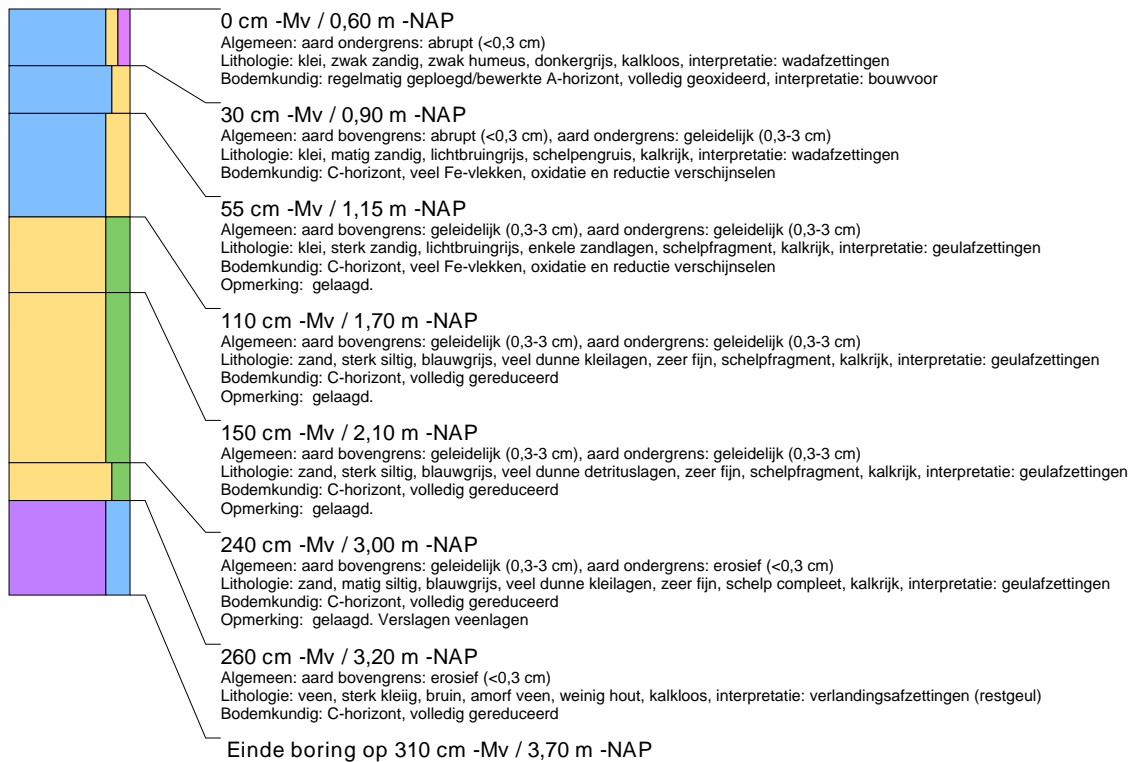 0 cm -Mv / 0,60 m -NAP
Algemeen: aard ondergrens: abrupt (<0,3 cm)
Lithologie: klei, zwak zandig, zwak humeus, donkergrijs, kalkloos, interpretatie: wadafzettingen
Bodemkundig: regelmatig geploegd/bewerkte A-horizont, volledig geoxideerd, interpretatie: bouwvoor
30 cm -Mv / 0,90 m -NAP
Algemeen: aard bovengrens: abrupt (<0,3 cm), aard ondergrens: geleidelijk (0,3-3 cm)
Lithologie: klei, matig zandig, lichtbruingrijs, schelpengruis, kalkrijk, interpretatie: wadafzettingen
Bodemkundig: C-horizont, veel Fe-vlekken, oxidatie en reductie verschijnselen
55 cm -Mv / 1,15 m -NAP
Algemeen: aard bovengrens: geleidelijk (0,3-3 cm), aard ondergrens: geleidelijk (0,3-3 cm)
Lithologie: klei, sterk zandig, lichtbruingrijs, enkele zandlagen, schelpfragment, kalkrijk, interpretatie: geulafzettingen
Bodemkundig: C-horizont, veel Fe-vlekken, oxidatie en reductie verschijnselen
Opmerking: gelaagd.
110 cm -Mv / 1,70 m -NAP
Algemeen: aard bovengrens: geleidelijk (0,3-3 cm), aard ondergrens: geleidelijk (0,3-3 cm)
Lithologie: zand, sterk siltig, blauwgrijs, veel dunne kleilagen, zeer fijn, schelpfragment, kalkrijk, interpretatie: geulafzettingen
Bodemkundig: C-horizont, volledig gereduceerd
Opmerking: gelaagd.
150 cm -Mv / 2,10 m -NAP
Algemeen: aard bovengrens: geleidelijk (0,3-3 cm), aard ondergrens: geleidelijk (0,3-3 cm)
Lithologie: zand, sterk siltig, blauwgrijs, veel dunne detrituslagen, zeer fijn, schelpfragment, kalkrijk, interpretatie: geulafzettingen
Bodemkundig: C-horizont, volledig gereduceerd
Opmerking: gelaagd.
240 cm -Mv / 3,00 m -NAP
Algemeen: aard bovengrens: geleidelijk (0,3-3 cm), aard ondergrens: erosief (<0,3 cm)
Lithologie: zand, matig siltig, blauwgrijs, veel dunne kleilagen, zeer fijn, schelp compleet, kalkrijk, interpretatie: geulafzettingen
Bodemkundig: C-horizont, volledig gereduceerd
Opmerking: gelaagd. Verslagen veenlagen
260 cm -Mv / 3,20 m -NAP
Algemeen: aard bovengrens: erosief (<0,3 cm)
Lithologie: veen, sterk kleiig, bruin, amorf veen, weinig hout, kalkloos, interpretatie: verlandingsafzettingen (restgeul)
Bodemkundig: C-horizont, volledig gereduceerd
Einde boring op 310 cm -Mv / 3,70 m -NAP